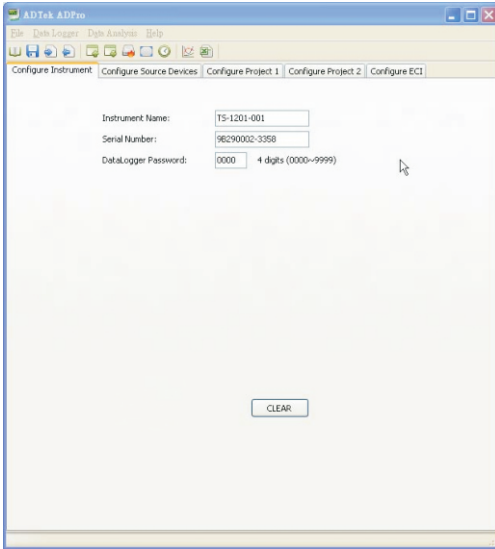 ADTek ADPro
File Data Logger Data Analysis Help
Configure Instrument Configure Source Devices Configure Project 1 Configure Project 2 Configure ECI
Instrument Name: TS-1201-001
Serial Number: 98290002-3358
DataLogger Password: 0000 4 digits (0000~9999)
CLEAR